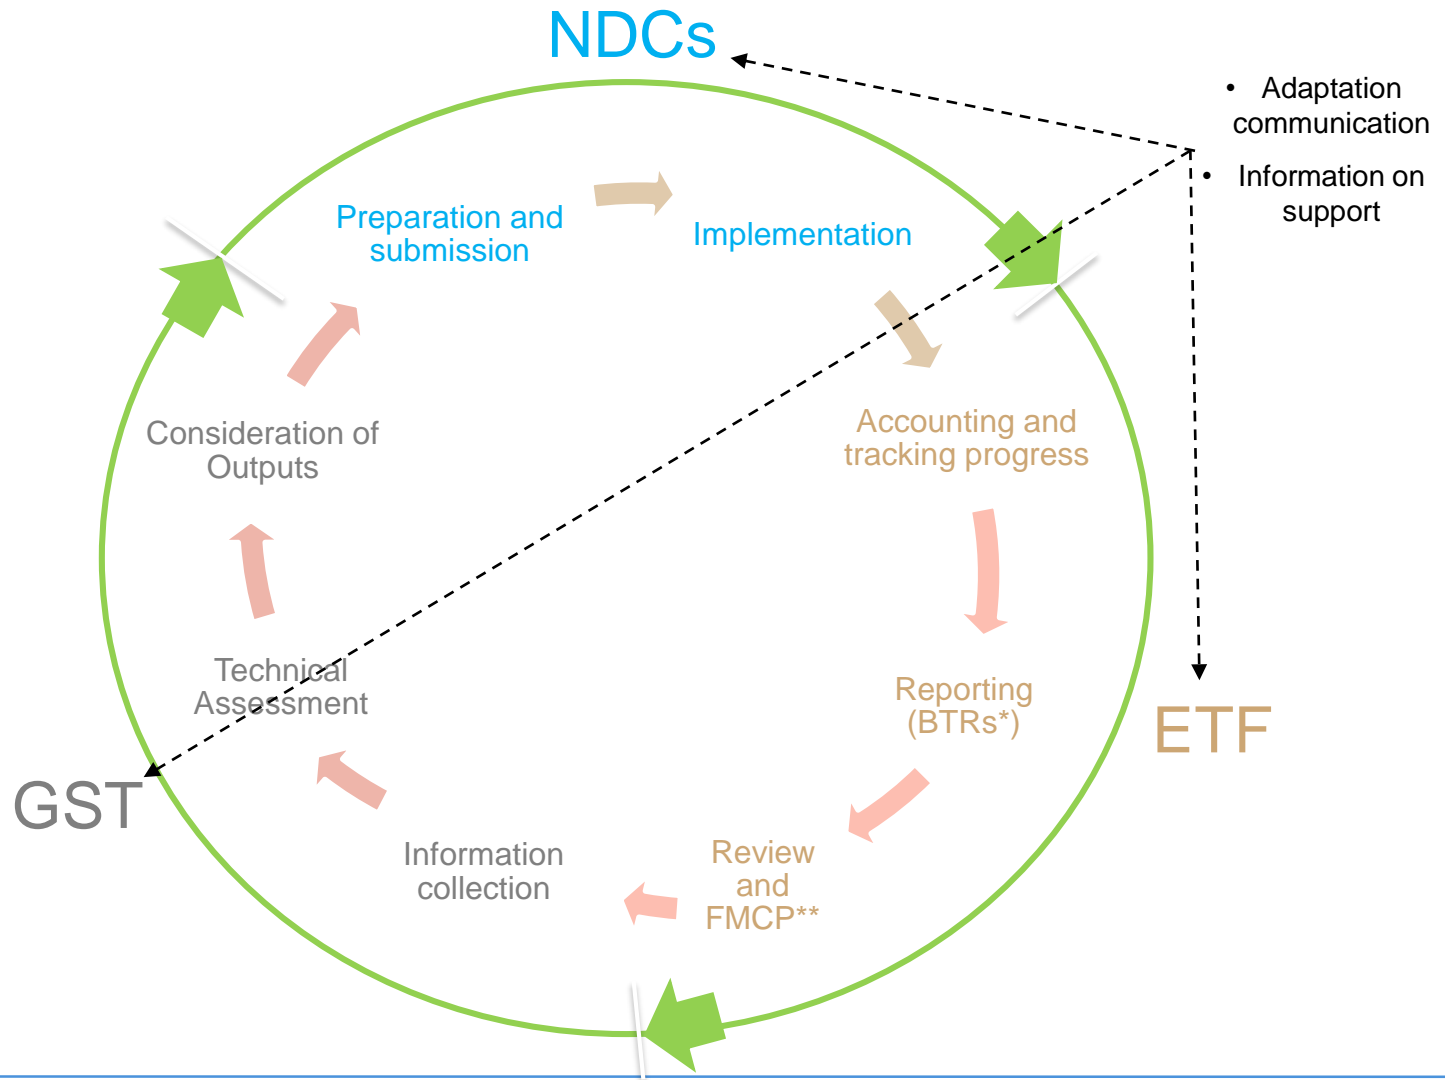 NDCs
• Adaptation
communication
• Information on
support
Preparation and
submission
Implementation
Accounting and
tracking progress
Reporting
(BTRs*)
ETF
Review
and
FMCP**
Information
collection
GST
Technical
Assessment
Consideration of
Outputs